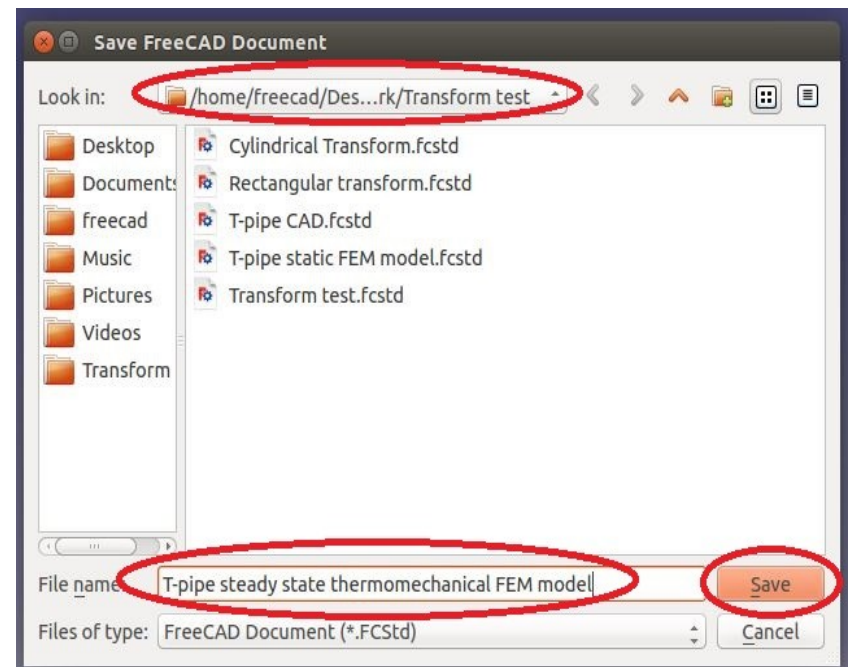 Save FreeCAD Document
Look in: /home/freecad/Des...rk/Transform test
Desktop
Documents
freecad
Music
Pictures
Videos
Transform
Cylindrical Transform.fcstd
Rectangular transform.fcstd
T-pipe CAD.fcstd
T-pipe static FEM model.fcstd
Transform test.fcstd
File name: T-pipe steady state thermomechanical FEM model Save
Files of type: FreeCAD Document (*.FCStd) Cancel